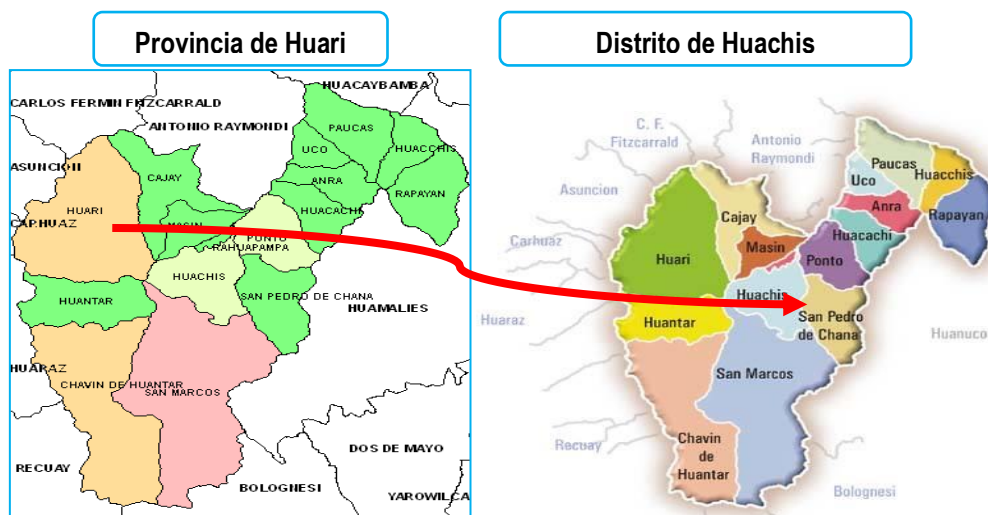 Provincia de Huari
Distrito de Huachis
HUACAYBAMBA
CARLOS FERMIN FITZCARRALD
ANTONIO RAYMONDI
PAUCAS
UCO
HUACCHIS
ASUNCION
CAJAY
ANRA
RAPAYAN
HUARI
HUACACHI
CAP.HUAZ
MASIN
PONTO
RAHUAPAMPA
HUACHIS
HUANTAR
SAN PEDRO DE CHANA
HUAMALIES
HUARAZ
CHAVIN DE HUANTAR
SAN MARCOS
DOS DE MAYO
RECUAY
BOLOGNESI
YAROWILCA
C. F.
Fitzcarrald
Antonio
Raymondi
Paucas
Huacchis
Uco
Asuncion
Anra
Rapayan
Cajay
Huacachi
Masin
Carhuaz
Huari
Ponto
Huachis
Huaraz
Huantar
San Pedro
de Chana
Huanuco
San Marcos
Recuay
Chavin
de
Huantar
Bolognesi